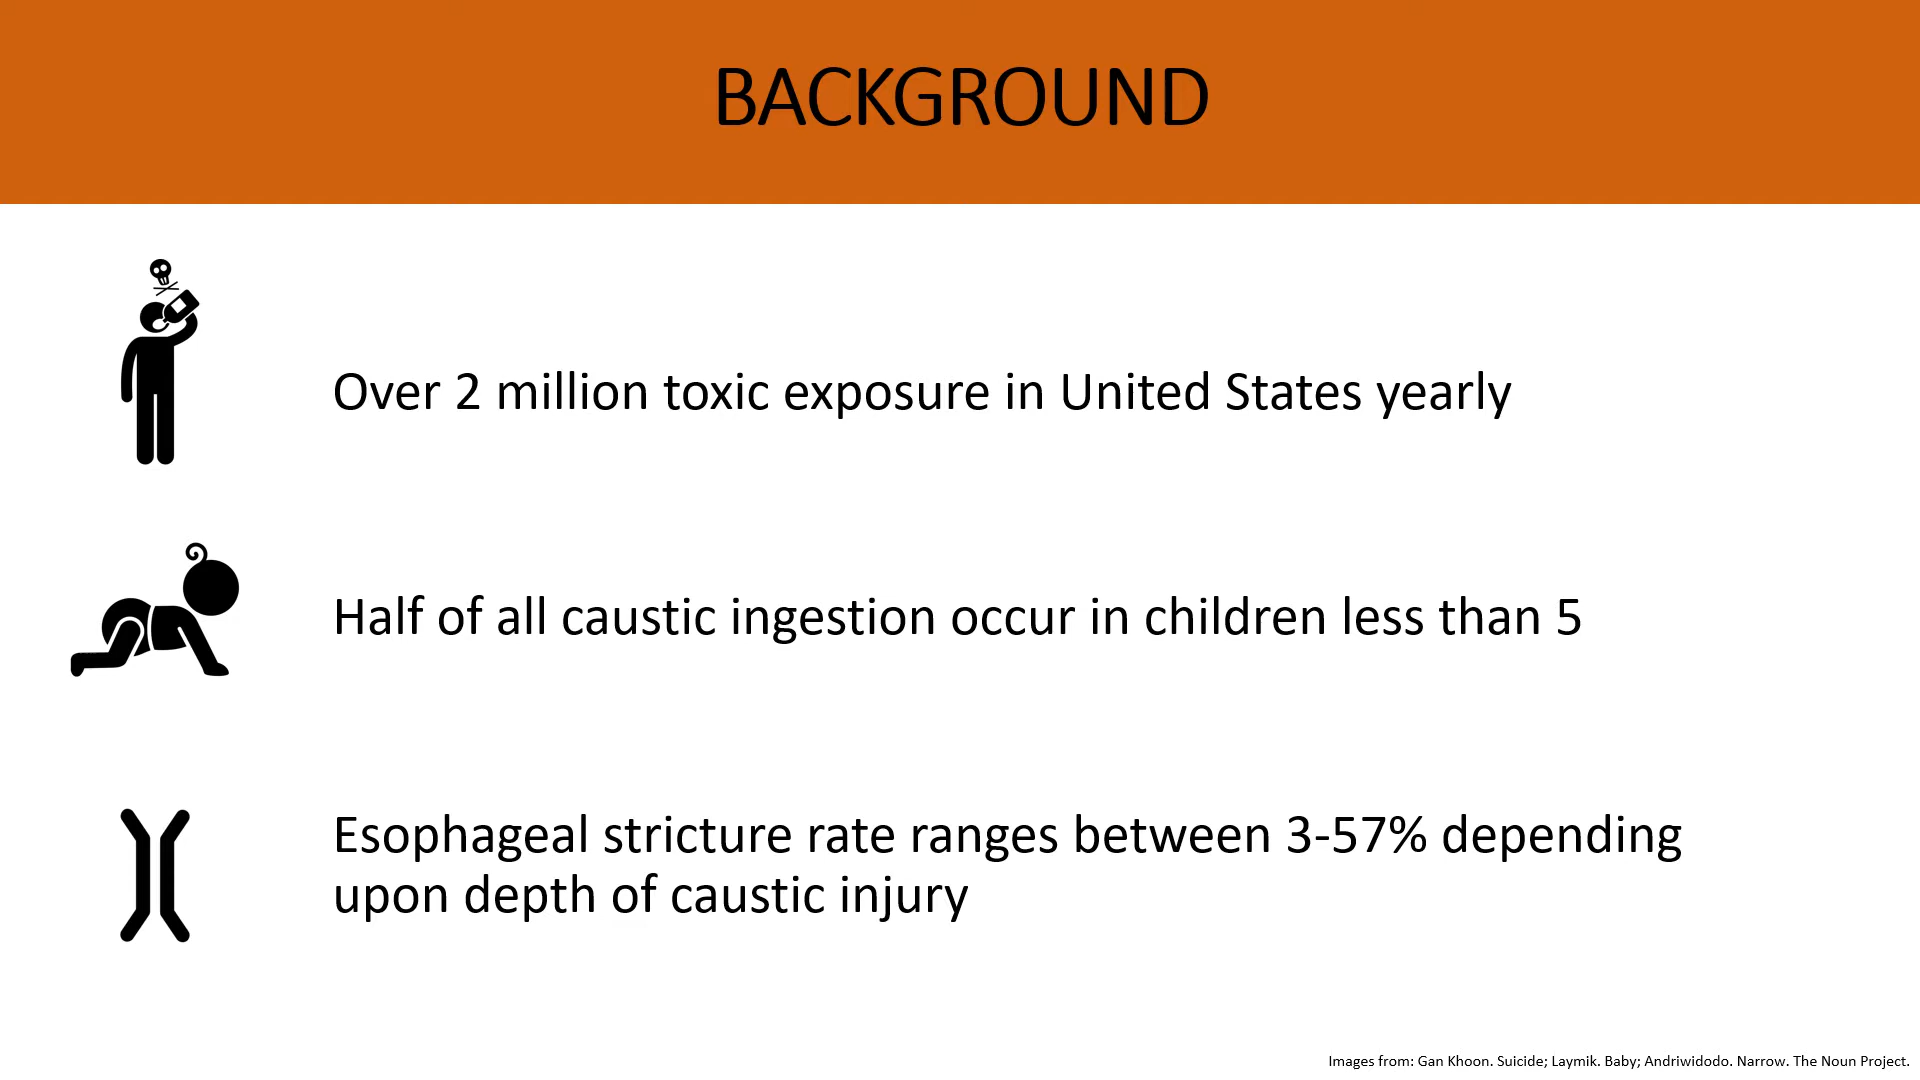 BACKGROUND
Over 2 million toxic exposure in United States yearly
Half of all caustic ingestion occur in children less than 5
Esophageal stricture rate ranges between 3-57% depending
upon depth of caustic injury
Images from: Gan Khoon. Suicide; Laymik. Baby; Andriwidodo. Narrow. The Noun Project.